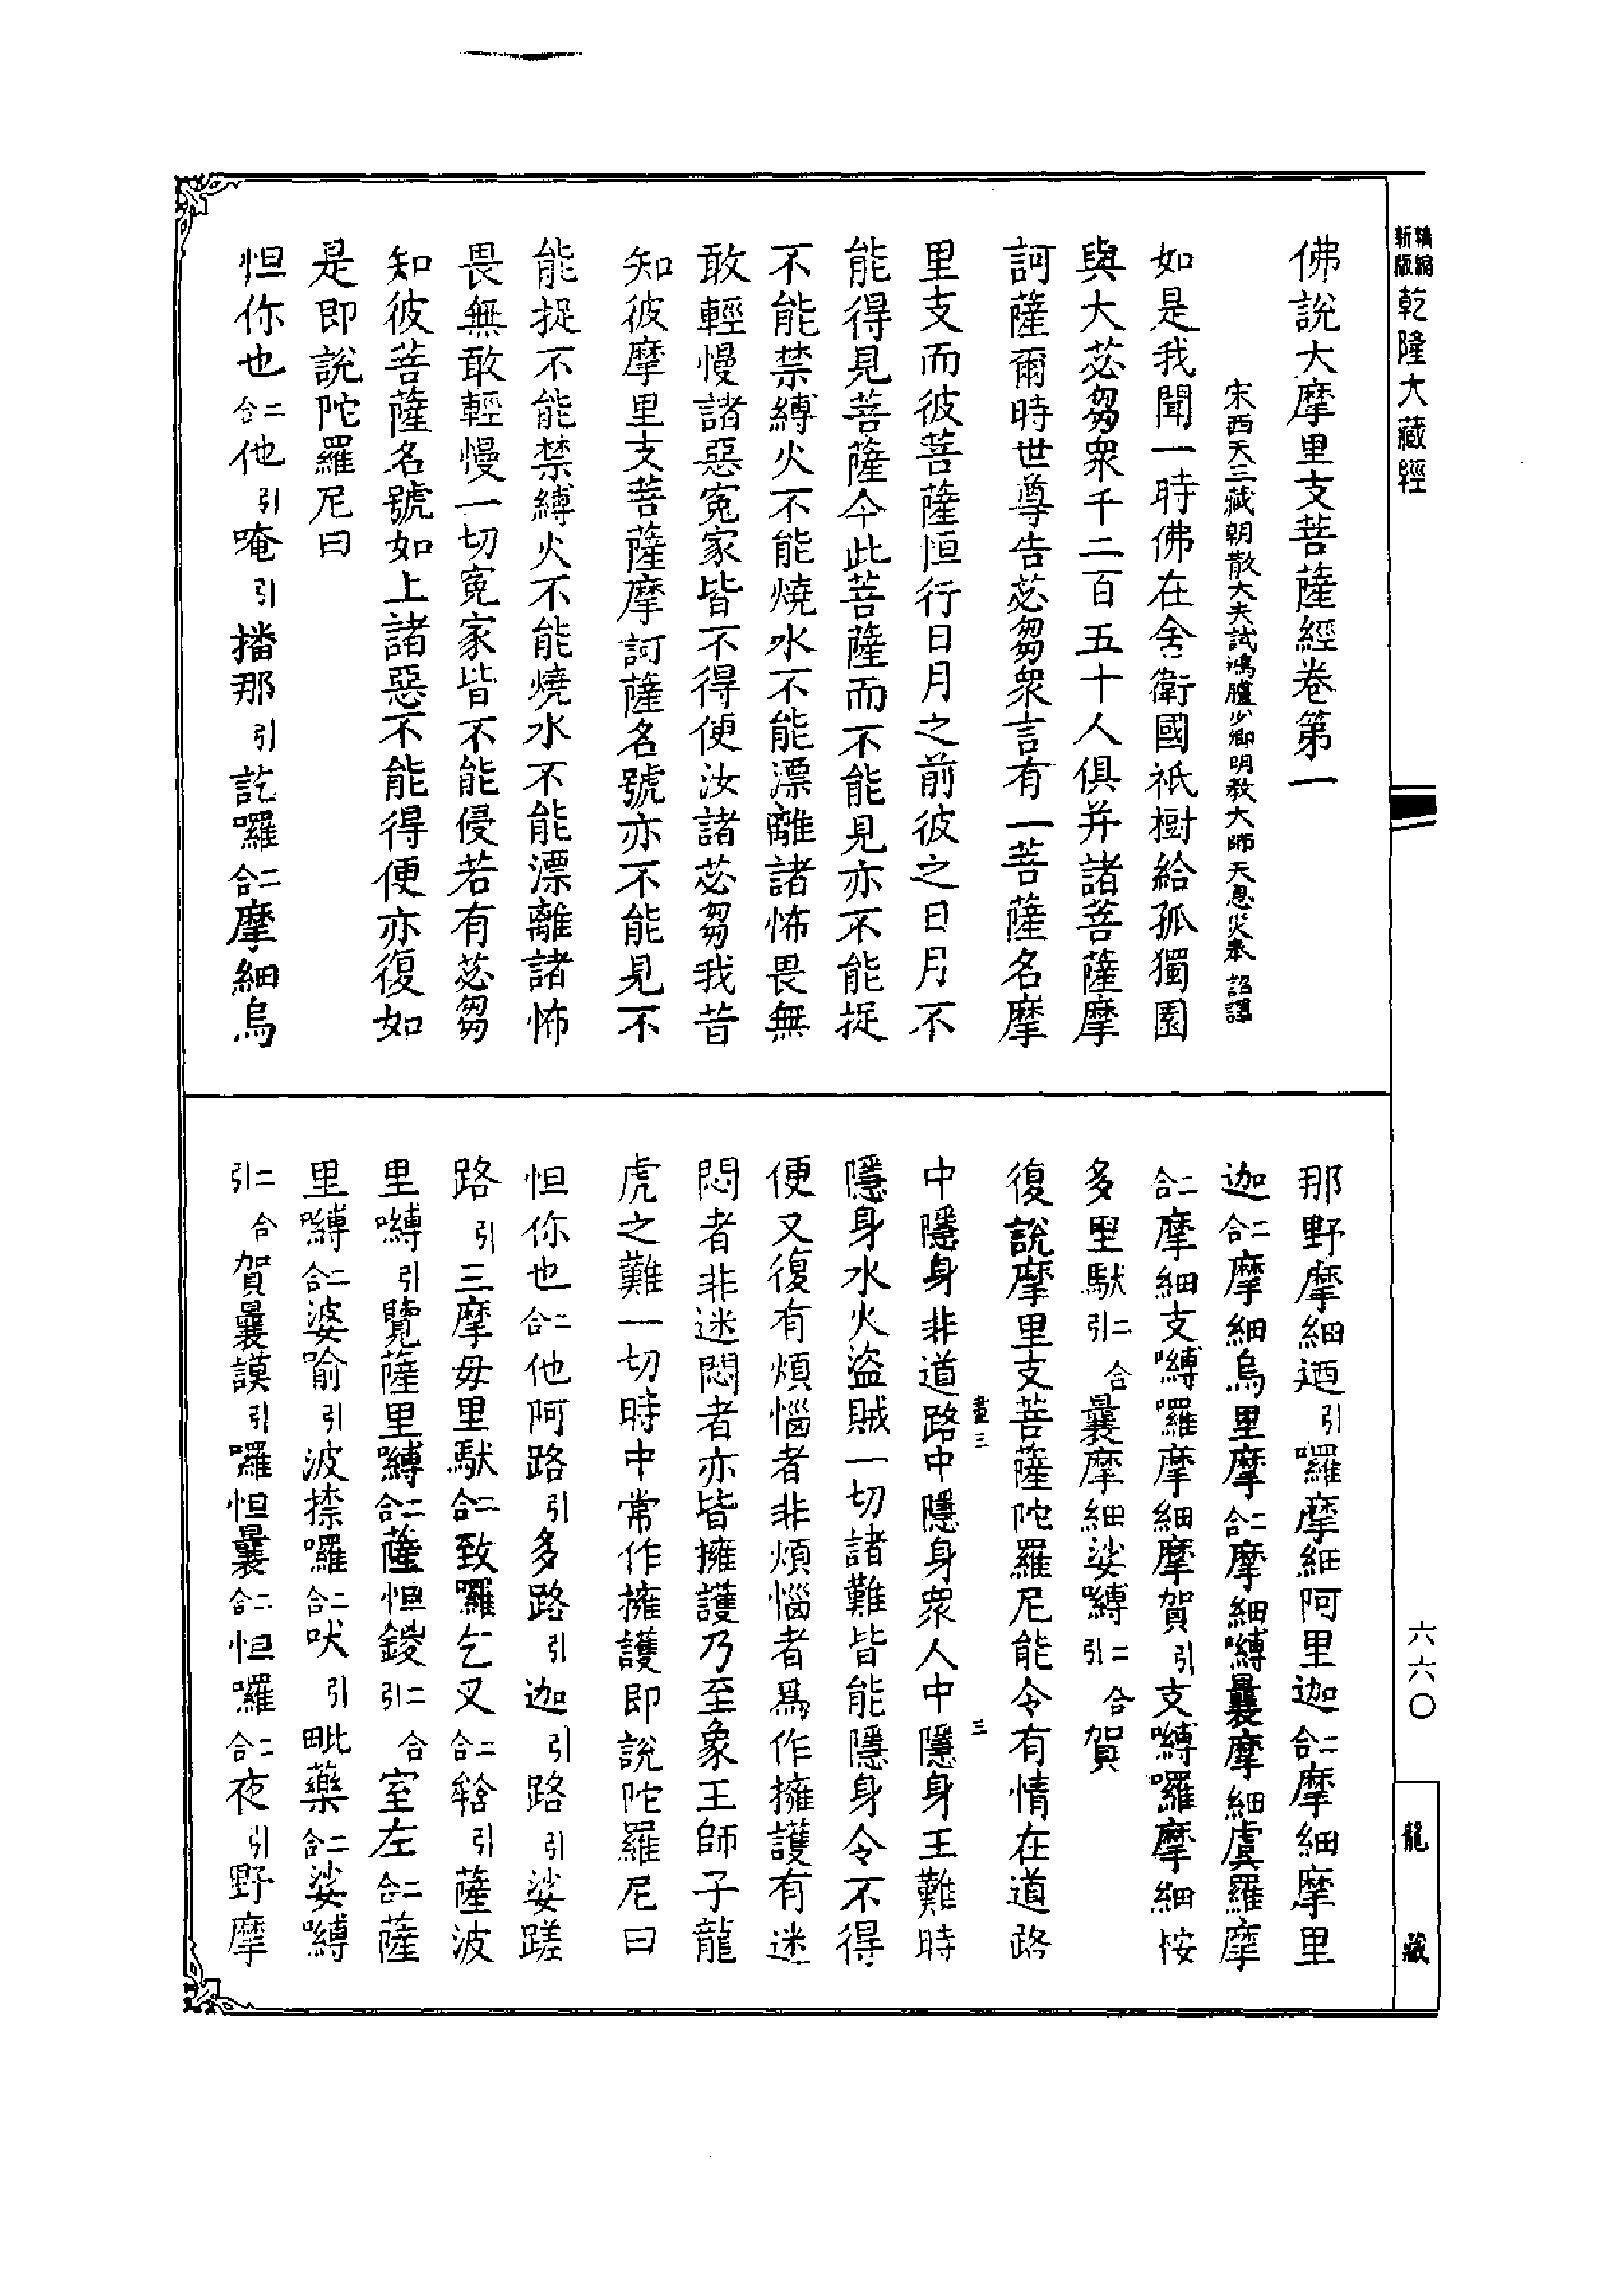 新版精縮乾隆大藏經
佛說大摩里支菩薩經卷第一
宋西天三藏朝散大夫試鴻臚少卿明教大師天息災奉 詔譯
如是我聞一時佛在舍衛國祇樹給孤獨園
與大苾芻衆千二百五十人俱并諸菩薩摩
訶薩爾時世尊告苾芻衆言有一菩薩名摩
里支而彼菩薩恒行日月之前彼之日月不
能得見菩薩今此菩薩而不能見亦不能捉
不能禁縛火不能燒水不能漂離諸怖畏無
敢輕慢諸惡寃家皆不得便汝諸苾芻我昔
知彼摩里支菩薩摩訶薩名號亦不能見不
能捉不能禁縛火不能燒水不能漂離諸怖
畏無敢輕慢一切寃家皆不能侵若有苾芻
知彼菩薩名號如上諸惡不能得便亦復如
是即說陀羅尼曰
怛你也二合他引唵引播那引訖囉二合摩細烏
那野摩細迺引囉摩細阿里迦二合摩細摩里
迦二合摩細烏里摩二合摩細嚩曩摩細虞羅摩
二合摩細支嚩囉摩細摩賀引支嚩囉摩細桉
多里馱引二合曩摩細娑嚩引二合賀
復說摩里支菩薩陀羅尼能令有情在道路
中隱身非道路中隱身衆人中隱身王難時
畫三
三
隱身水火盜賊一切諸難皆能隱身令不得
便又復有煩惱者非煩惱者爲作擁護有迷
悶者非迷悶者亦皆擁護乃至象王師子龍
虎之難一切時中常作擁護即說陀羅尼曰
怛你也二合他阿路引多路引迦引路引娑蹉
路引三摩毋里馱二合致囉乞叉二合𤚥引薩波
里嚩引覽薩里嚩二合薩怛鑁引二合室左二合薩
里嚩二合婆喻引波捺囉二合吠引毗藥二合娑嚩
引二合賀曩謨引囉怛曩二合怛囉二合夜引野摩
六六〇
龍藏